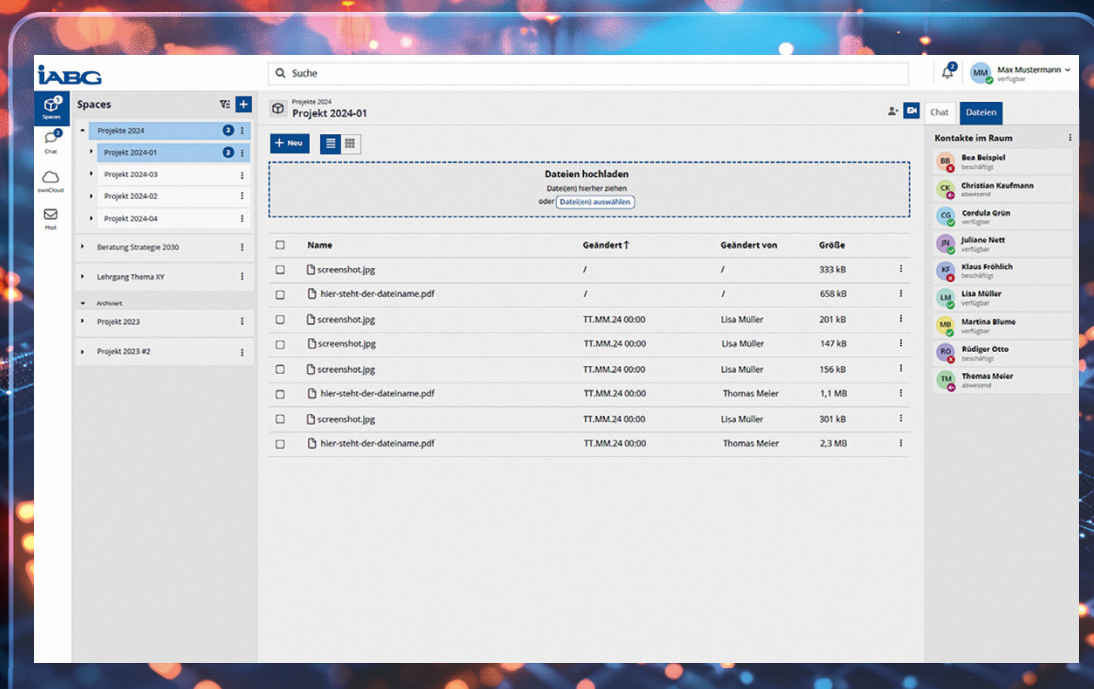 iABG
Suche
2
MM
Max Mustermann
verfügbar
3
Spaces
2
Chat
ownCloud
Mail
Spaces
Projekte 2024
3
Projekt 2024-01
3
Projekt 2024-03
Projekt 2024-02
Projekt 2024-04
Beratung Strategie 2030
Lehrgang Thema XY
Archiviert
Projekt 2023
Projekt 2023 #2
Projekte 2024
Projekt 2024-01
+ Neu
Dateien hochladen
Datei(en) hierher ziehen
oder Datei(en) auswählen
Name Geändert↑ Geändert von Größe
screenshot.jpg / / 333 kB
hier-steht-der-dateiname.pdf / / 658 kB
screenshot.jpg TT.MM.24 00:00 Lisa Müller 201 kB
screenshot.jpg TT.MM.24 00:00 Lisa Müller 147 kB
screenshot.jpg TT.MM.24 00:00 Lisa Müller 156 kB
hier-steht-der-dateiname.pdf TT.MM.24 00:00 Thomas Meier 1,1 MB
screenshot.jpg TT.MM.24 00:00 Lisa Müller 301 kB
hier-steht-der-dateiname.pdf TT.MM.24 00:00 Thomas Meier 2,3 MB
Chat Dateien
Kontakte im Raum
BB Bea Beispiel
beschäftigt
CK Christian Kaufmann
abwesend
CG Cordula Grün
verfügbar
JN Juliane Nett
verfügbar
KF Klaus Fröhlich
beschäftigt
LM Lisa Müller
verfügbar
MB Martina Blume
verfügbar
RO Rüdiger Otto
beschäftigt
TM Thomas Meier
abwesend